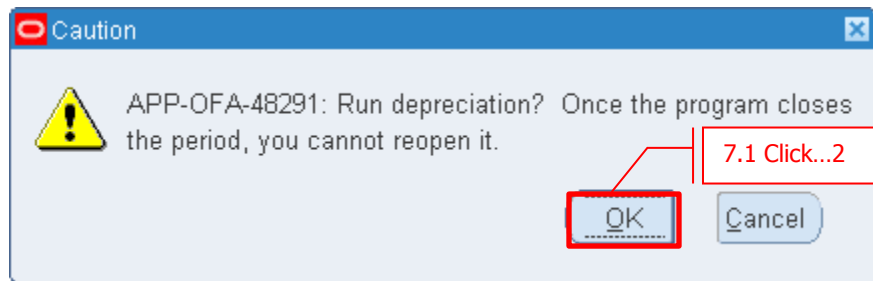 Caution
APP-OFA-48291: Run depreciation? Once the program closes
the period, you cannot reopen it.
7.1 Click...2
OK
Cancel